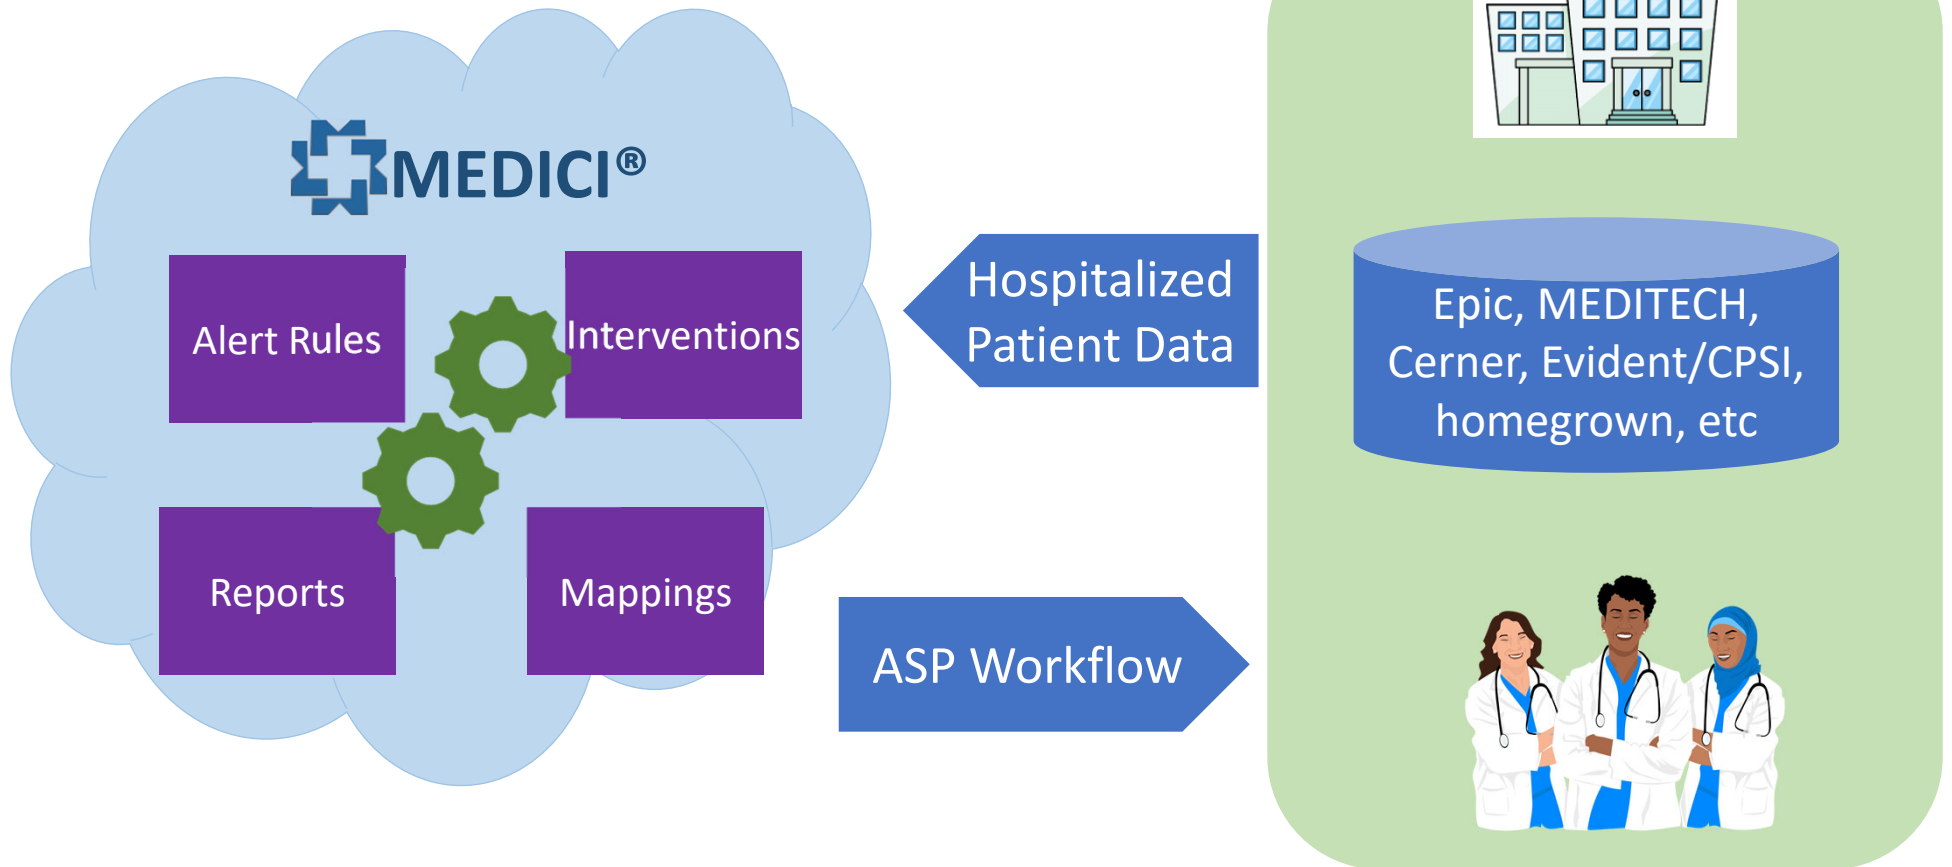 MEDICI®
Alert Rules
Interventions
Reports
Mappings
Hospitalized
Patient Data
ASP Workflow
Epic, MEDITECH,
Cerner, Evident/CPSI,
homegrown, etc